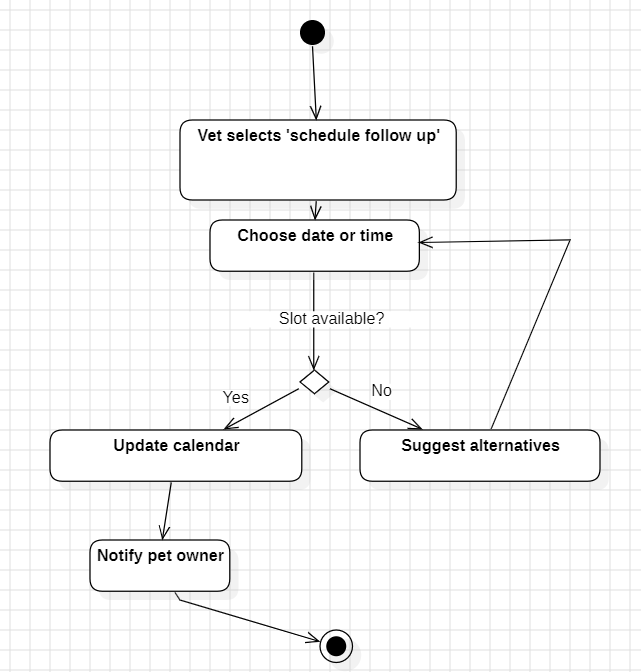 Vet selects 'schedule follow up'
Choose date or time
Slot available?
Yes
No
Update calendar
Suggest alternatives
Notify pet owner